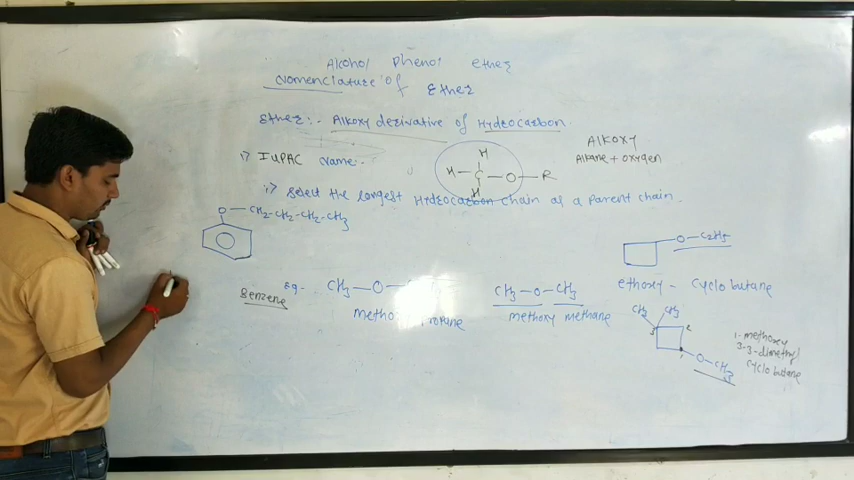 Alcohol phenol ether
Nomenclature of Ether
Ether:- Alkoxy derivative of Hydrocarbon.
i) IUPAC name:-
H
H-C-O-R
H
Alkoxy
Alkane + oxygen
i) Select the longest Hydrocarbon chain as a Parent chain.
O-CH2-CH2-CH2-CH3
Benzene
eg. CH3-O-
CH3-O-CH3
methoxy methane
O-C2H5
ethoxy - cyclo butane
CH3 CH3
3 2
1
O-CH3
1-methoxy
3-3-dimethyl
cyclo butane